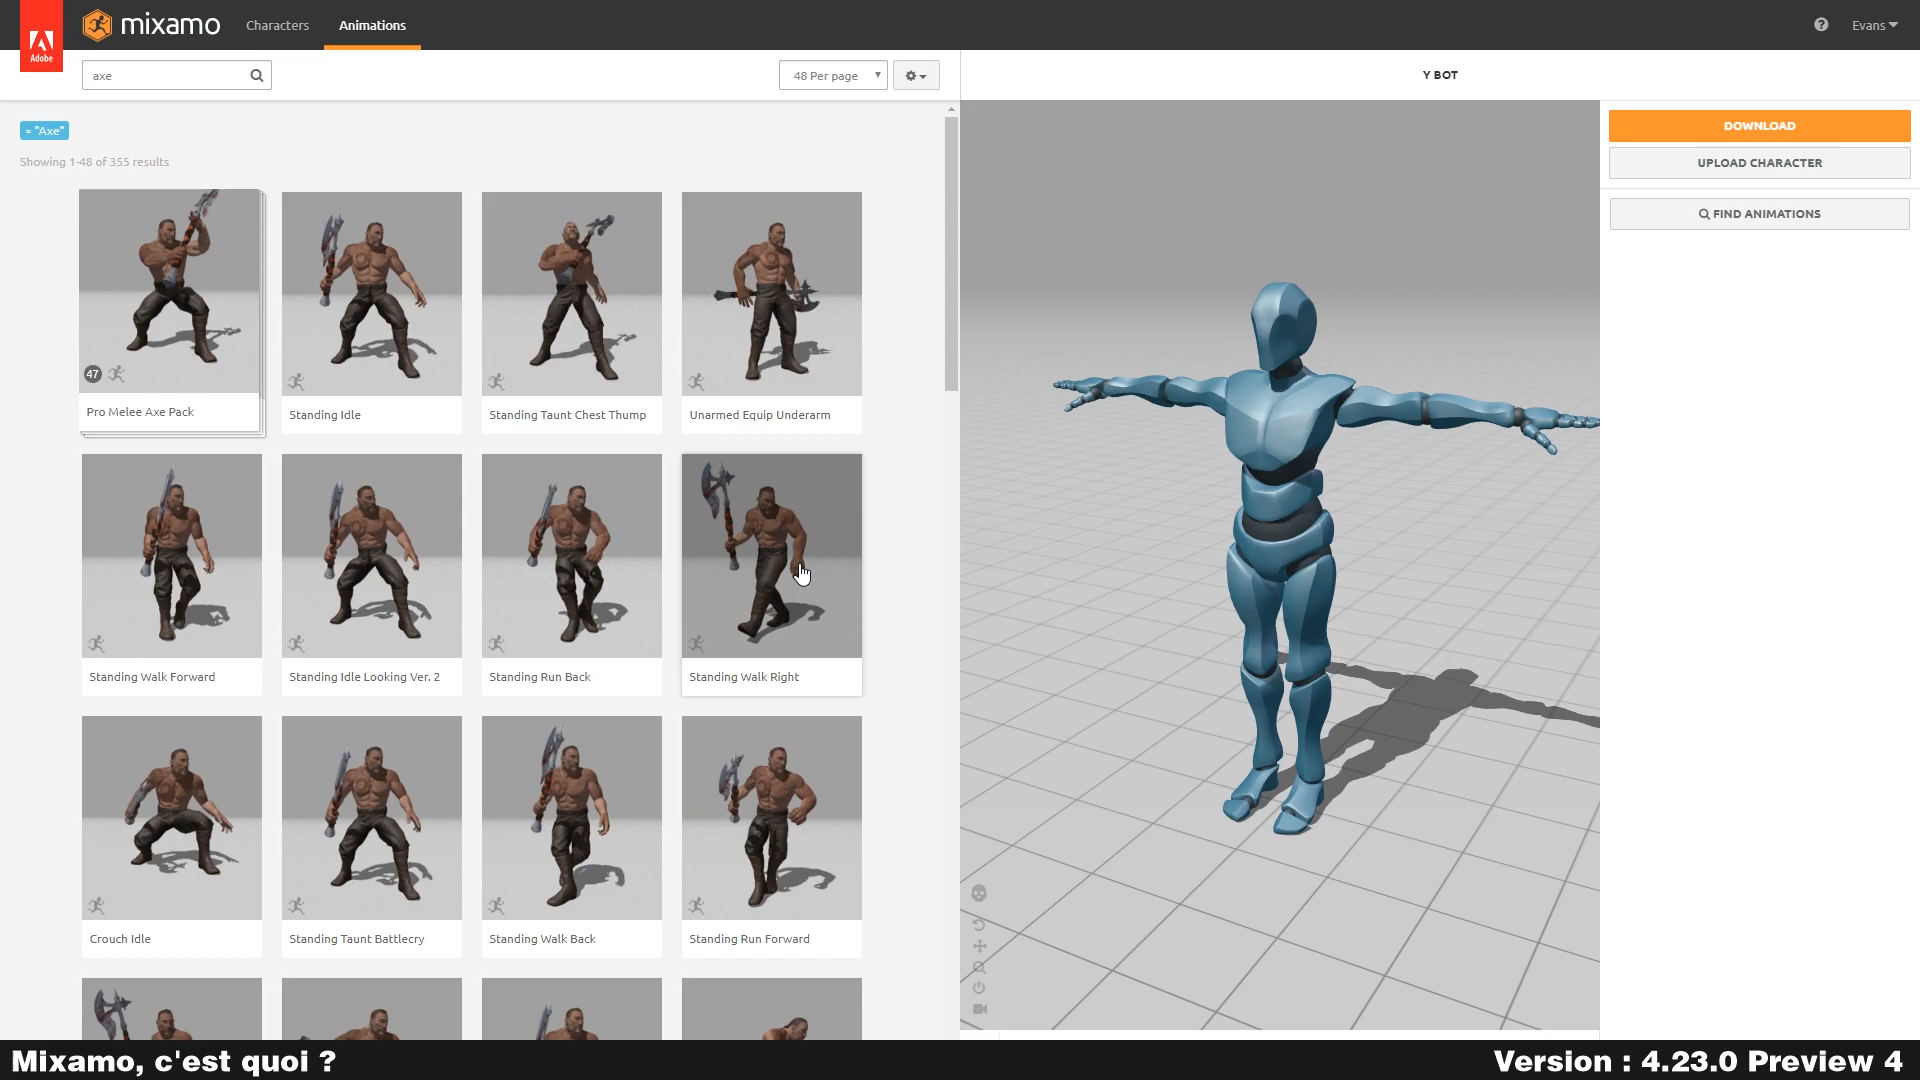 Adobe
mixamo
Characters
Animations
Evans
axe
48 Per page
Y BOT
× "Axe"
Showing 1-48 of 355 results
DOWNLOAD
UPLOAD CHARACTER
FIND ANIMATIONS
47
Pro Melee Axe Pack
Standing Idle
Standing Taunt Chest Thump
Unarmed Equip Underarm
Standing Walk Forward
Standing Idle Looking Ver. 2
Standing Run Back
Standing Walk Right
Crouch Idle
Standing Taunt Battlecry
Standing Walk Back
Standing Run Forward
Mixamo, c'est quoi ?
Version : 4.23.0 Preview 4